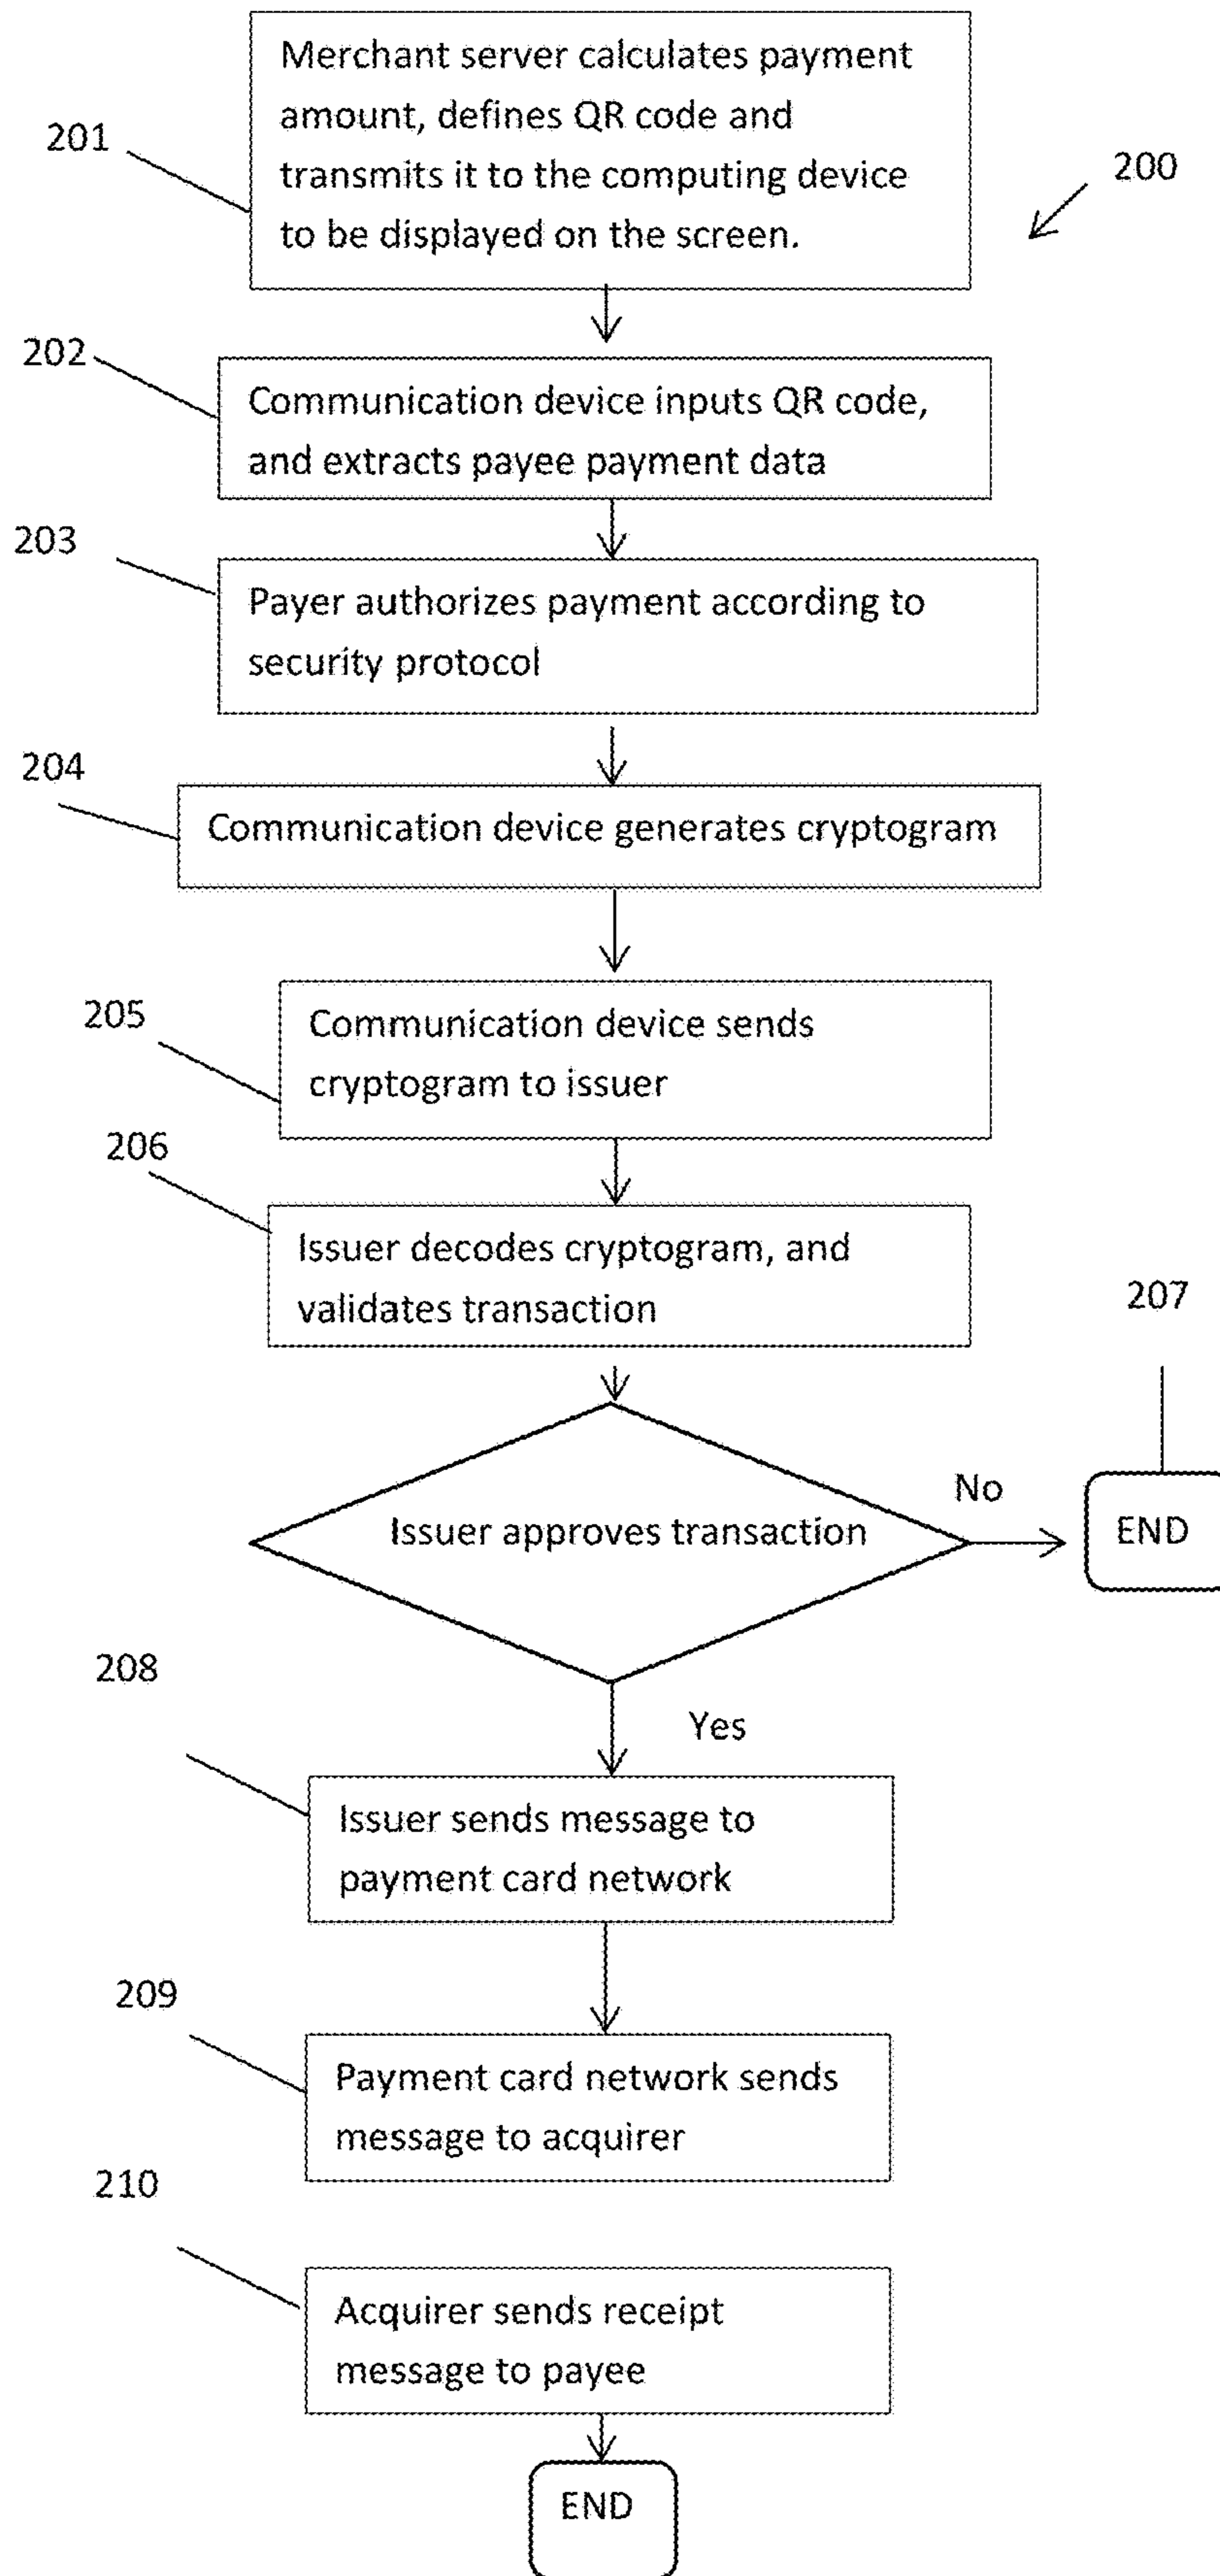 Merchant server calculates payment
amount, defines QR code and
201
transmits it to the computing device
200
to be displayed on the screen.
202
Communication device inputs QR code,
and extracts payee payment data
203
Payer authorizes payment according to
security protocol
204
Communication device generates cryptogram
205
Communication device sends
cryptogram to issuer
206
Issuer decodes cryptogram, and
validates transaction
207
Issuer approves transaction
No
END
208
Yes
Issuer sends message to
payment card network
209
Payment card network sends
message to acquirer
210
Acquirer sends receipt
message to payee
END